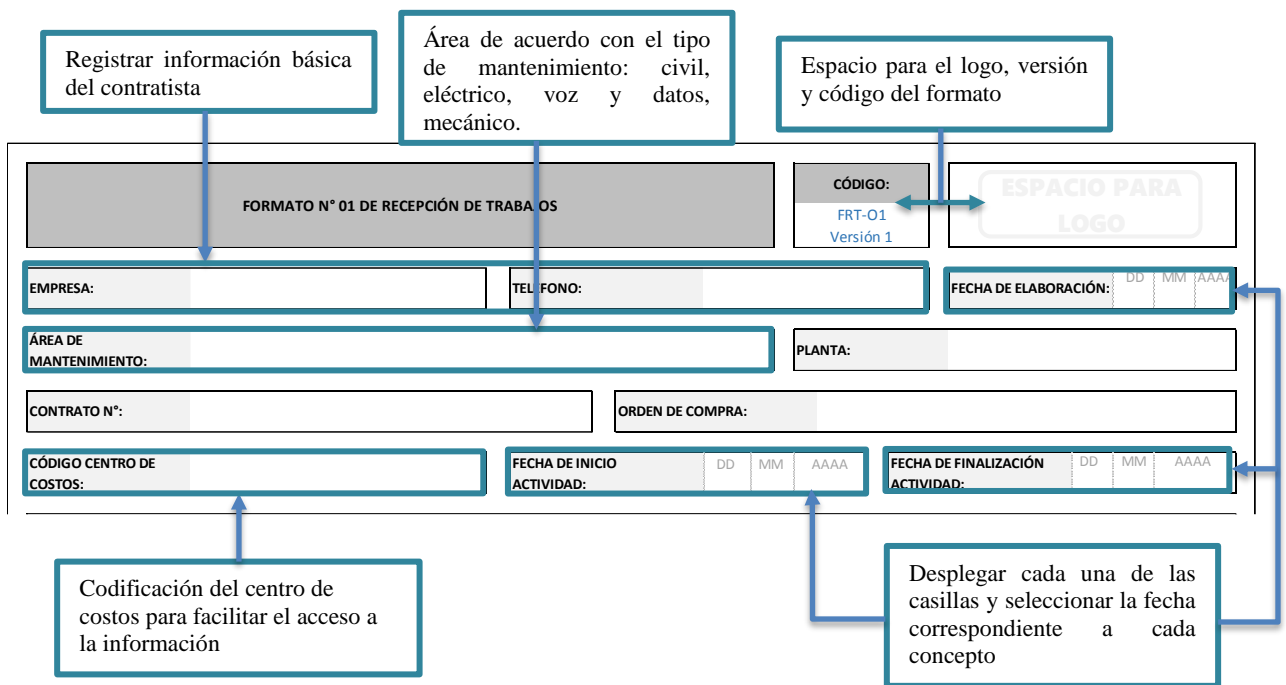 Registrar información básica
del contratista
Área de acuerdo con el tipo
de mantenimiento: civil,
eléctrico, voz y datos,
mecánico.
Espacio para el logo, versión
y código del formato
FORMATO N° 01 DE RECEPCIÓN DE TRABAJOS
CÓDIGO:
FRT-O1
Versión 1
ESPACIO PARA
LOGO
EMPRESA:
TELÉFONO:
FECHA DE ELABORACIÓN:
DD MM AAAA
ÁREA DE
MANTENIMIENTO:
PLANTA:
CONTRATO N°:
ORDEN DE COMPRA:
CÓDIGO CENTRO DE
COSTOS:
FECHA DE INICIO
ACTIVIDAD:
DD MM AAAA
FECHA DE FINALIZACIÓN
ACTIVIDAD:
DD MM AAAA
Codificación del centro de
costos para facilitar el acceso a
la información
Desplegar cada una de las
casillas y seleccionar la fecha
correspondiente a cada
concepto